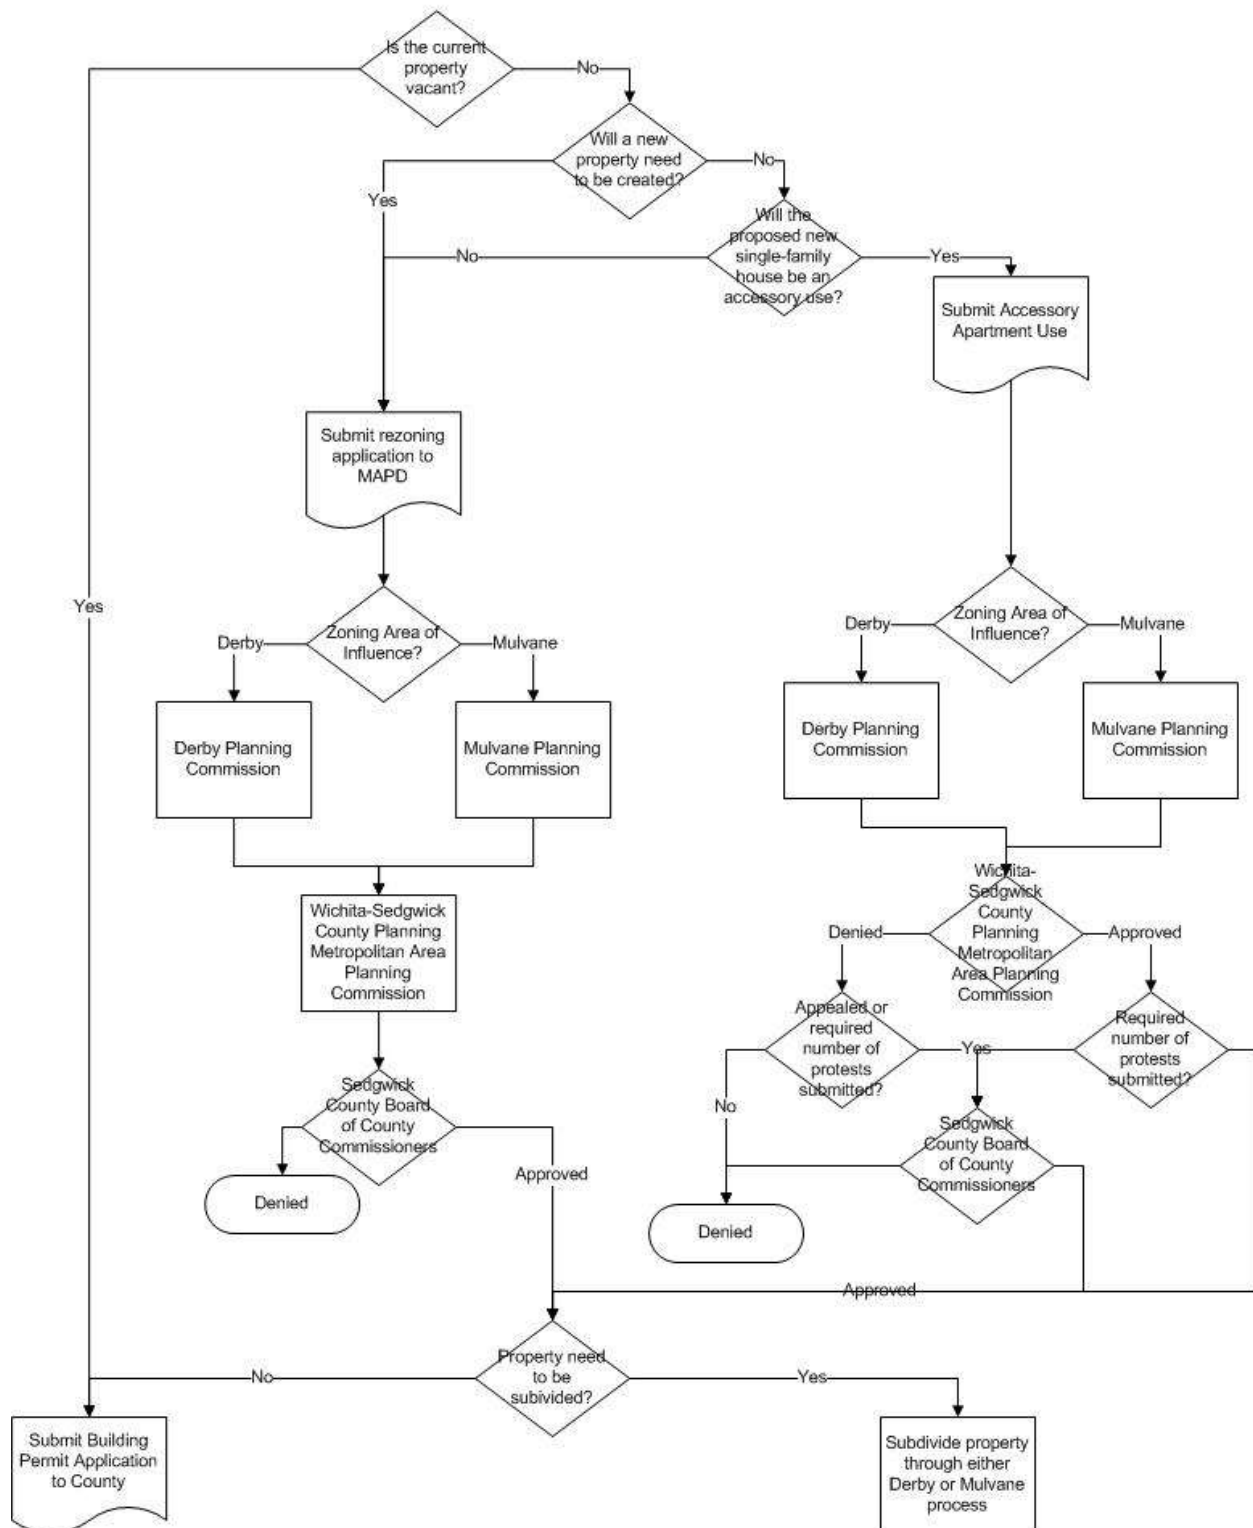 Is the current
property
vacant?
No
Will a new
property need
to be created?
Yes
No
Will the
proposed new
single-family
house be an
accessory use?
No
Yes
Submit Accessory
Apartment Use
Submit rezoning
application to
MAPD
Yes
Zoning Area of
Influence?
Derby
Mulvane
Zoning Area of
Influence?
Derby
Mulvane
Derby Planning
Commission
Mulvane Planning
Commission
Derby Planning
Commission
Mulvane Planning
Commission
Wichita-Sedgwick
County Planning
Metropolitan Area
Planning
Commission
Wichita-
Sedgwick
County
Planning
Metropolitan
Area Planning
Commission
Denied
Approved
Appealed or
required
number of
protests
submitted?
Yes
Required
number of
protests
submitted?
No
Sedgwick
County Board
of County
Commissioners
Sedgwick
County Board
of County
Commissioners
Approved
Denied
Denied
Approved
Property need
to be
subivided?
No
Yes
Submit Building
Permit Application
to County
Subdivide property
through either
Derby or Mulvane
process